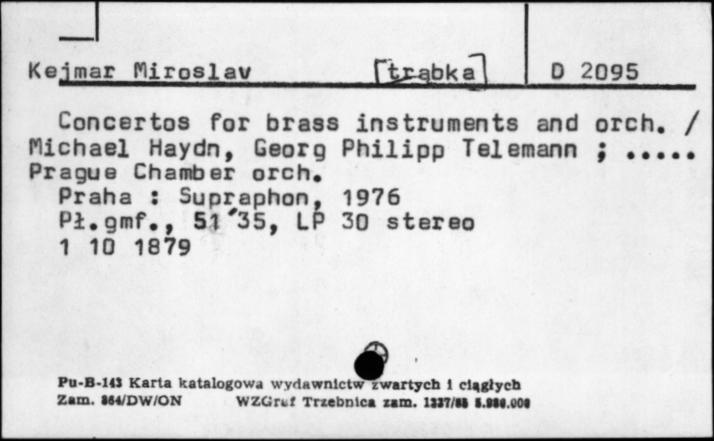 Kejmar Miroslav [trąbka] D 2095
Concertos for brass instruments and orch. /
Michael Haydn, Georg Philipp Telemann ; .....
Prague Chamber orch.
Praha : Supraphon, 1976
Pł.gmf., 51´35, LP 30 stereo
1 10 1879
Pu-B-143 Karta katalogowa wydawnictw zwartych i ciągłych
Zam. 864/DW/ON WZGraf Trzebnica zam. 1337/88 5.000.000